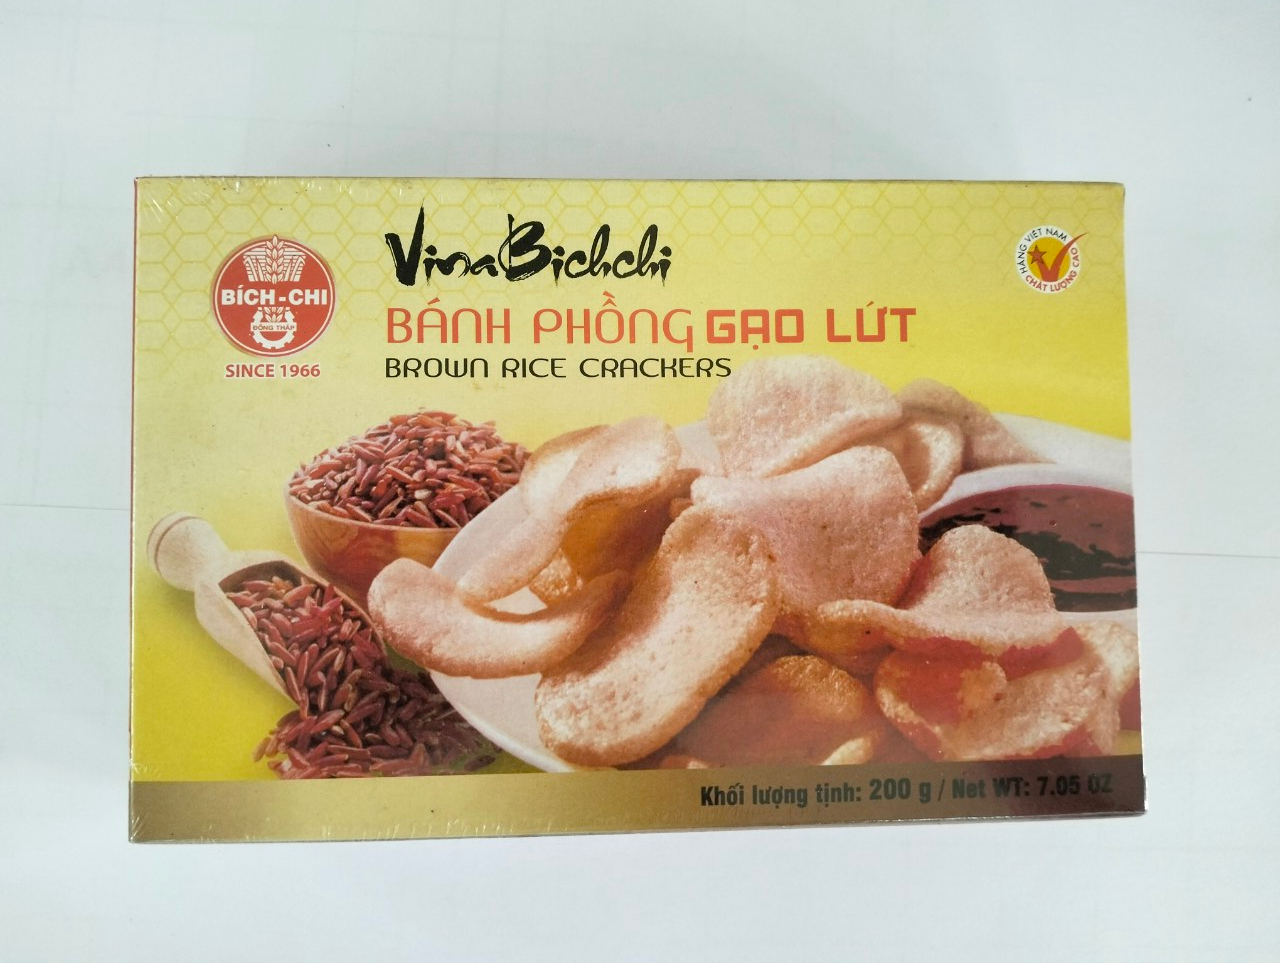 VinaBichchi
BÍCH-CHI
ĐỒNG THÁP
SINCE 1966
BÁNH PHỒNG GẠO LỨT
BROWN RICE CRACKERS
HÀNG VIỆT NAM
CHẤT LƯỢNG CAO
Khối lượng tịnh: 200 g / Net WT: 7.05 OZ